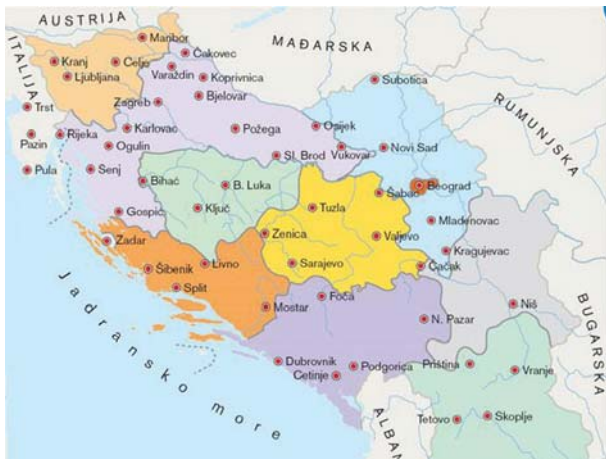 AUSTRIJA
ITALIJA
MAĐARSKA
RUMUNJSKA
BUGARSKA
ALBAN
Jadransko more
Maribor
Kranj
Celje
Ljubljana
Čakovec
Varaždin
Koprivnica
Subotica
Trst
Zagreb
Bjelovar
Pazin
Rijeka
Karlovac
Požega
Osijek
Ogulin
Novi Sad
Vukovar
Sl. Brod
Pula
Senj
Bihać
B. Luka
Šabac
Beograd
Gospić
Ključ
Tuzla
Mladenovac
Zadar
Zenica
Valjevo
Kragujevac
Šibenik
Livno
Sarajevo
Čačak
Split
Mostar
Foča
N. Pazar
Niš
Dubrovnik
Podgorica
Priština
Vranje
Cetinje
Tetovo
Skoplje